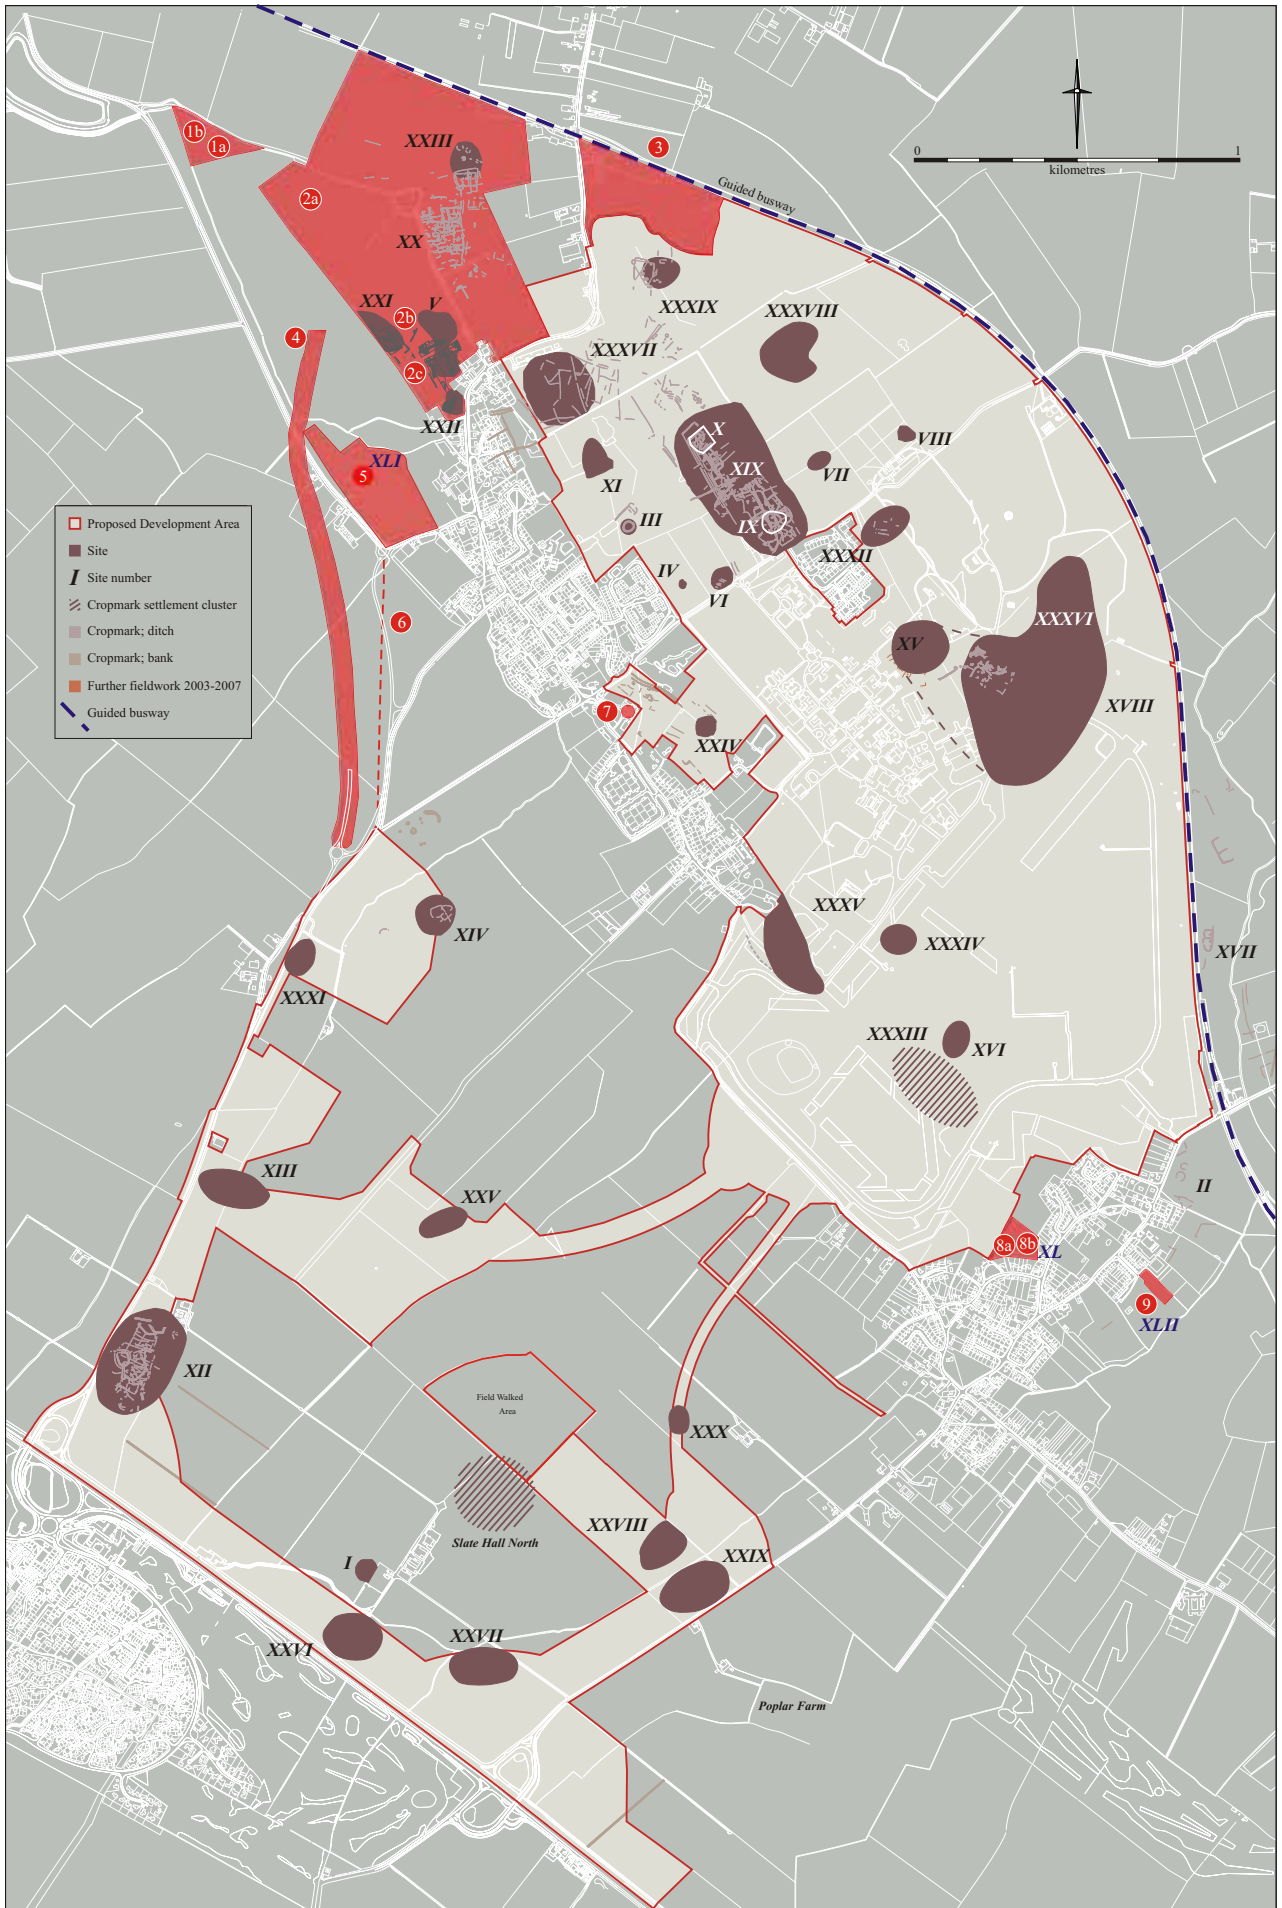 0
1
kilometres
Guided busway
1b
1a
3
XXIII
2a
XX
XXXIX
XXI
2b
V
XXXVIII
4
XXXVII
2c
XXII
X
VIII
XLI
XIX
VII
5
XI
III
IX
XXXII
IV
VI
Proposed Development Area
Site
I Site number
Cropmark settlement cluster
Cropmark; ditch
Cropmark; bank
Further fieldwork 2003-2007
Guided busway
6
XXXVI
XV
XVIII
7
XXIV
XXXV
XIV
XXXIV
XVII
XXXI
XXXIII
XVI
XIII
XXV
II
8a
8b
XL
9
XLII
XII
Field Walked
Area
XXX
Slate Hall North
XXVIII
XXIX
I
XXVI
XXVII
Poplar Farm